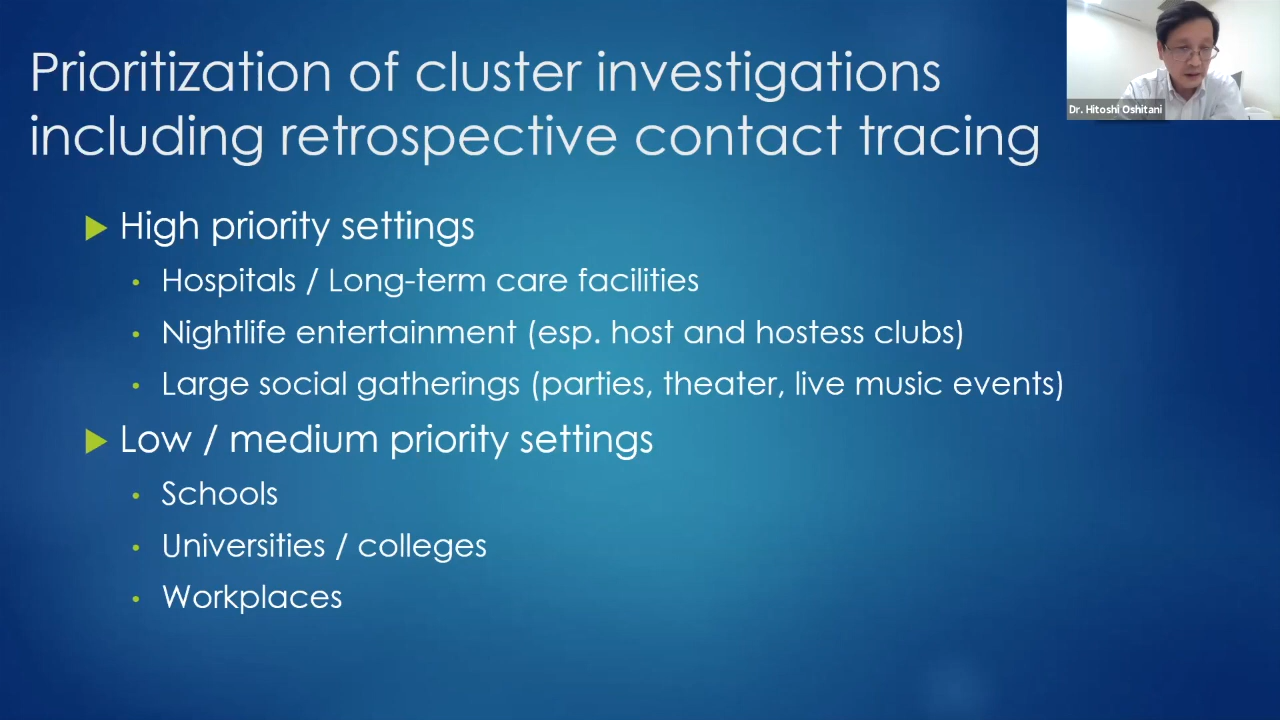 Prioritization of cluster investigations
including retrospective contact tracing
Dr. Hitoshi Oshitani
High priority settings
Hospitals / Long-term care facilities
Nightlife entertainment (esp. host and hostess clubs)
Large social gatherings (parties, theater, live music events)
Low / medium priority settings
Schools
Universities / colleges
Workplaces